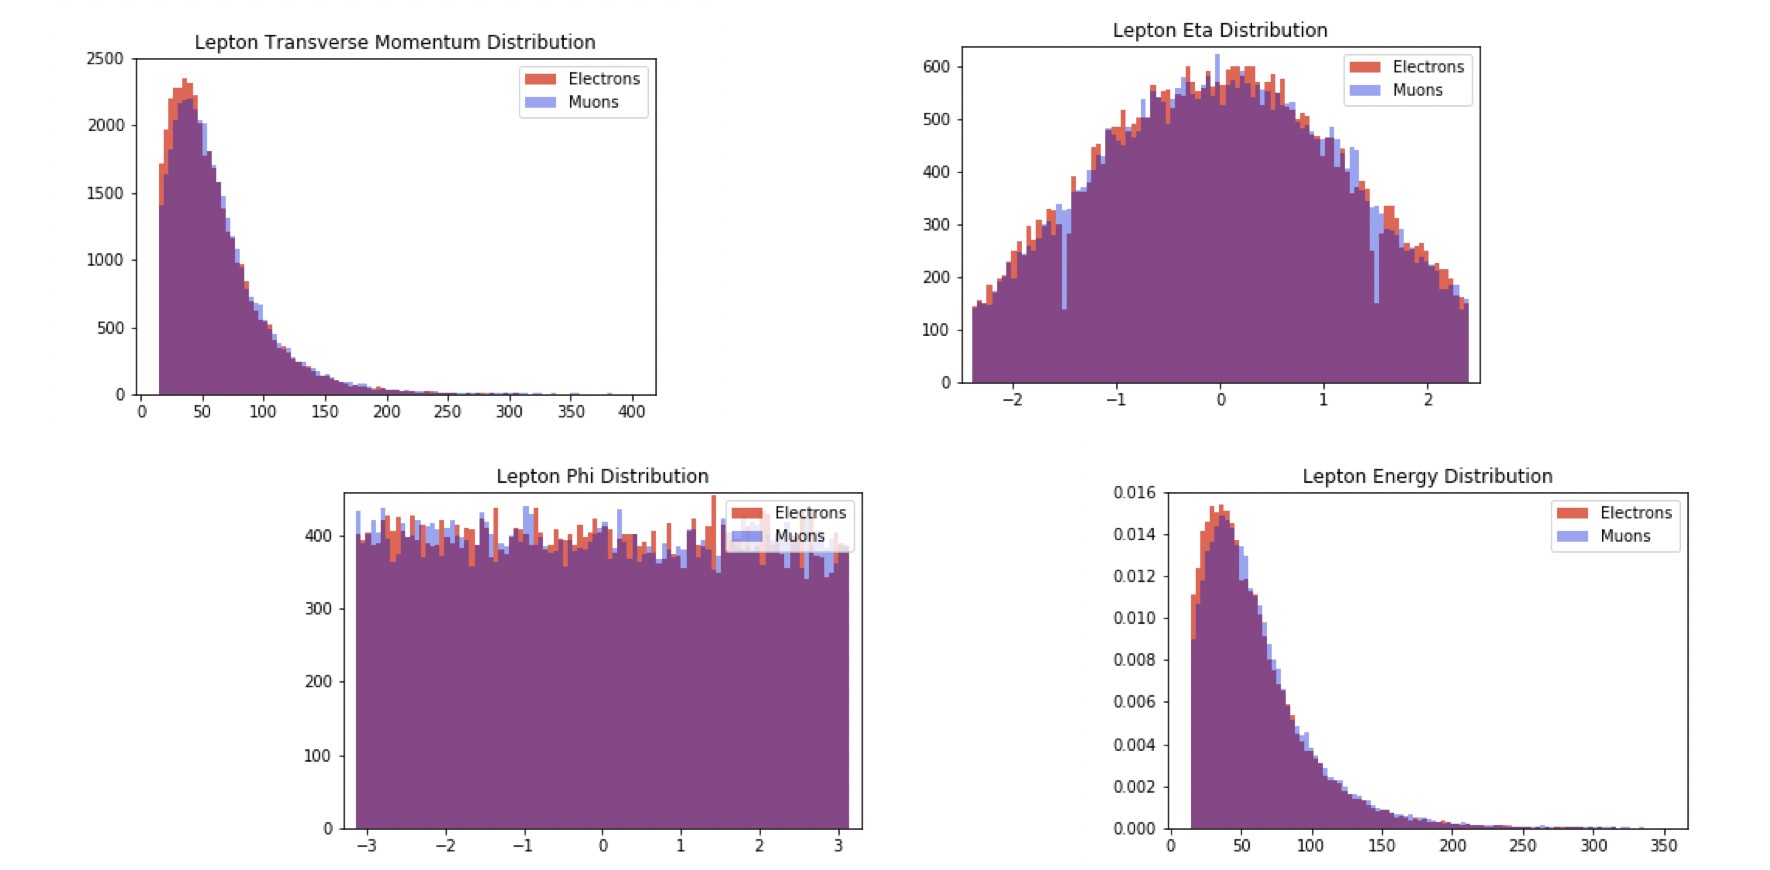 Lepton Transverse Momentum Distribution
2500
2000
1500
1000
500
0
0 50 100 150 200 250 300 350 400
Electrons
Muons
Lepton Eta Distribution
600
500
400
300
200
100
0
−2 −1 0 1 2
Electrons
Muons
Lepton Phi Distribution
400
300
200
100
0
−3 −2 −1 0 1 2 3
Electrons
Muons
Lepton Energy Distribution
0.016
0.014
0.012
0.010
0.008
0.006
0.004
0.002
0.000
0 50 100 150 200 250 300 350
Electrons
Muons